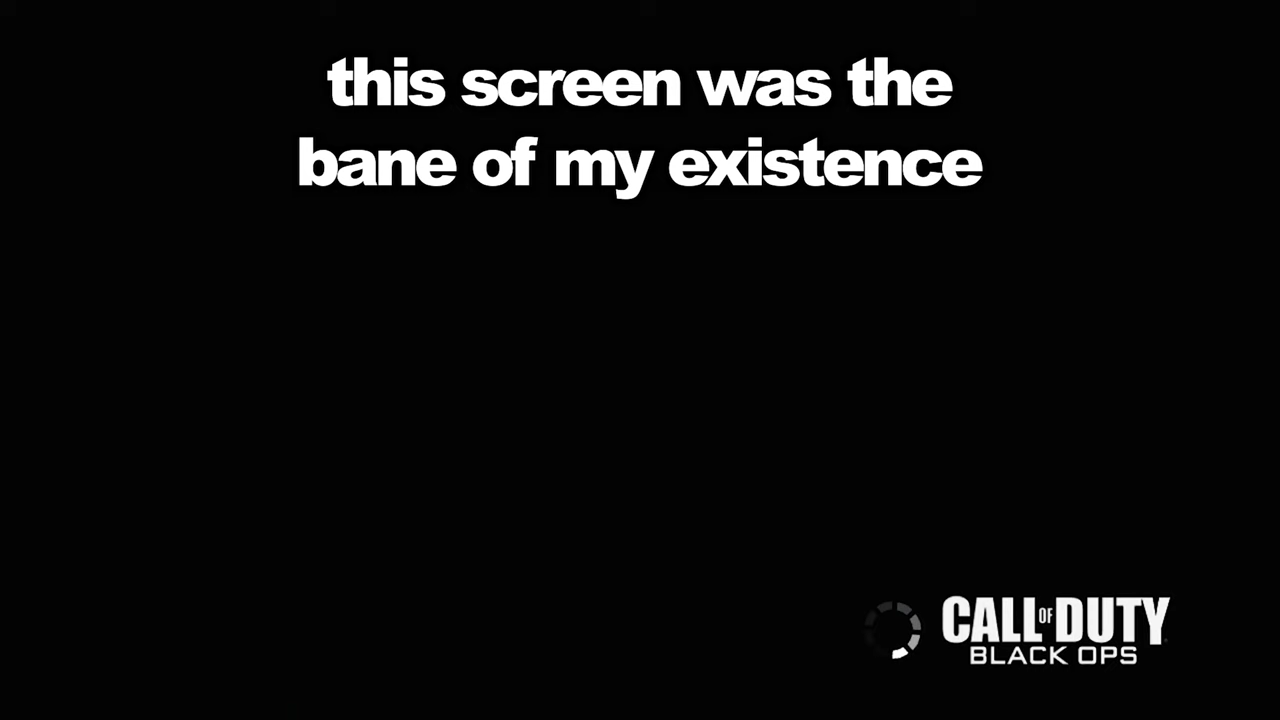 this screen was the
bane of my existence
CALL OF DUTY
BLACK OPS